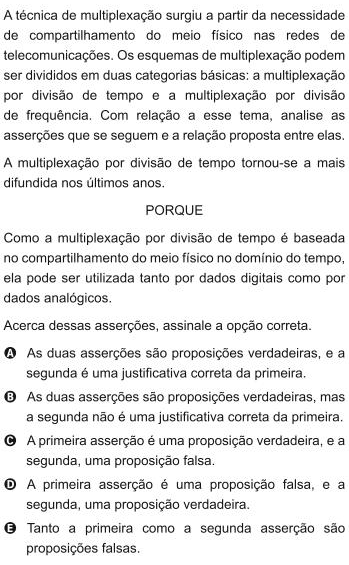 A técnica de multiplexação surgiu a partir da necessidade
de compartilhamento do meio físico nas redes de
telecomunicações. Os esquemas de multiplexação podem
ser divididos em duas categorias básicas: a multiplexação
por divisão de tempo e a multiplexação por divisão
de frequência. Com relação a esse tema, analise as
asserções que se seguem e a relação proposta entre elas.
A multiplexação por divisão de tempo tornou-se a mais
difundida nos últimos anos.
PORQUE
Como a multiplexação por divisão de tempo é baseada
no compartilhamento do meio físico no domínio do tempo,
ela pode ser utilizada tanto por dados digitais como por
dados analógicos.
Acerca dessas asserções, assinale a opção correta.
A As duas asserções são proposições verdadeiras, e a
segunda é uma justificativa correta da primeira.
B As duas asserções são proposições verdadeiras, mas
a segunda não é uma justificativa correta da primeira.
C A primeira asserção é uma proposição verdadeira, e a
segunda, uma proposição falsa.
D A primeira asserção é uma proposição falsa, e a
segunda, uma proposição verdadeira.
E Tanto a primeira como a segunda asserção são
proposições falsas.